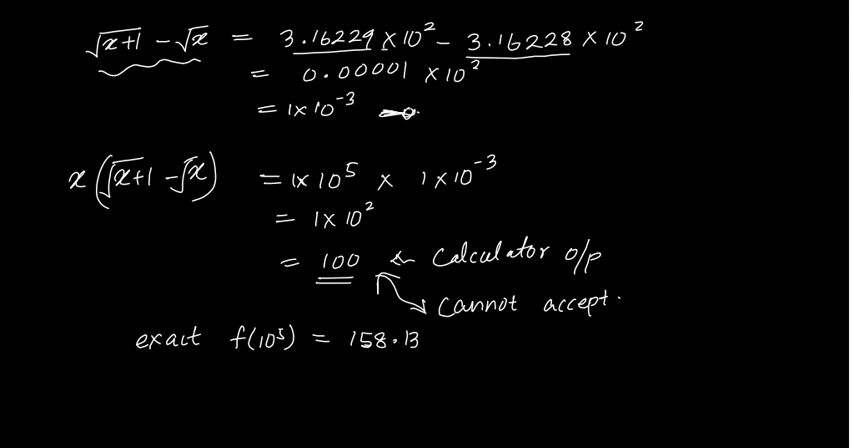 √x+1 - √x = 3.16229 × 10² - 3.16228 × 10²
= 0.00001 × 10²
= 1 × 10⁻³
x(√x+1 - √x) = 1 × 10⁵ × 1 × 10⁻³
= 1 × 10²
= 100 ← Calculator o/p
Cannot accept.
exact f(10⁵) = 158.13